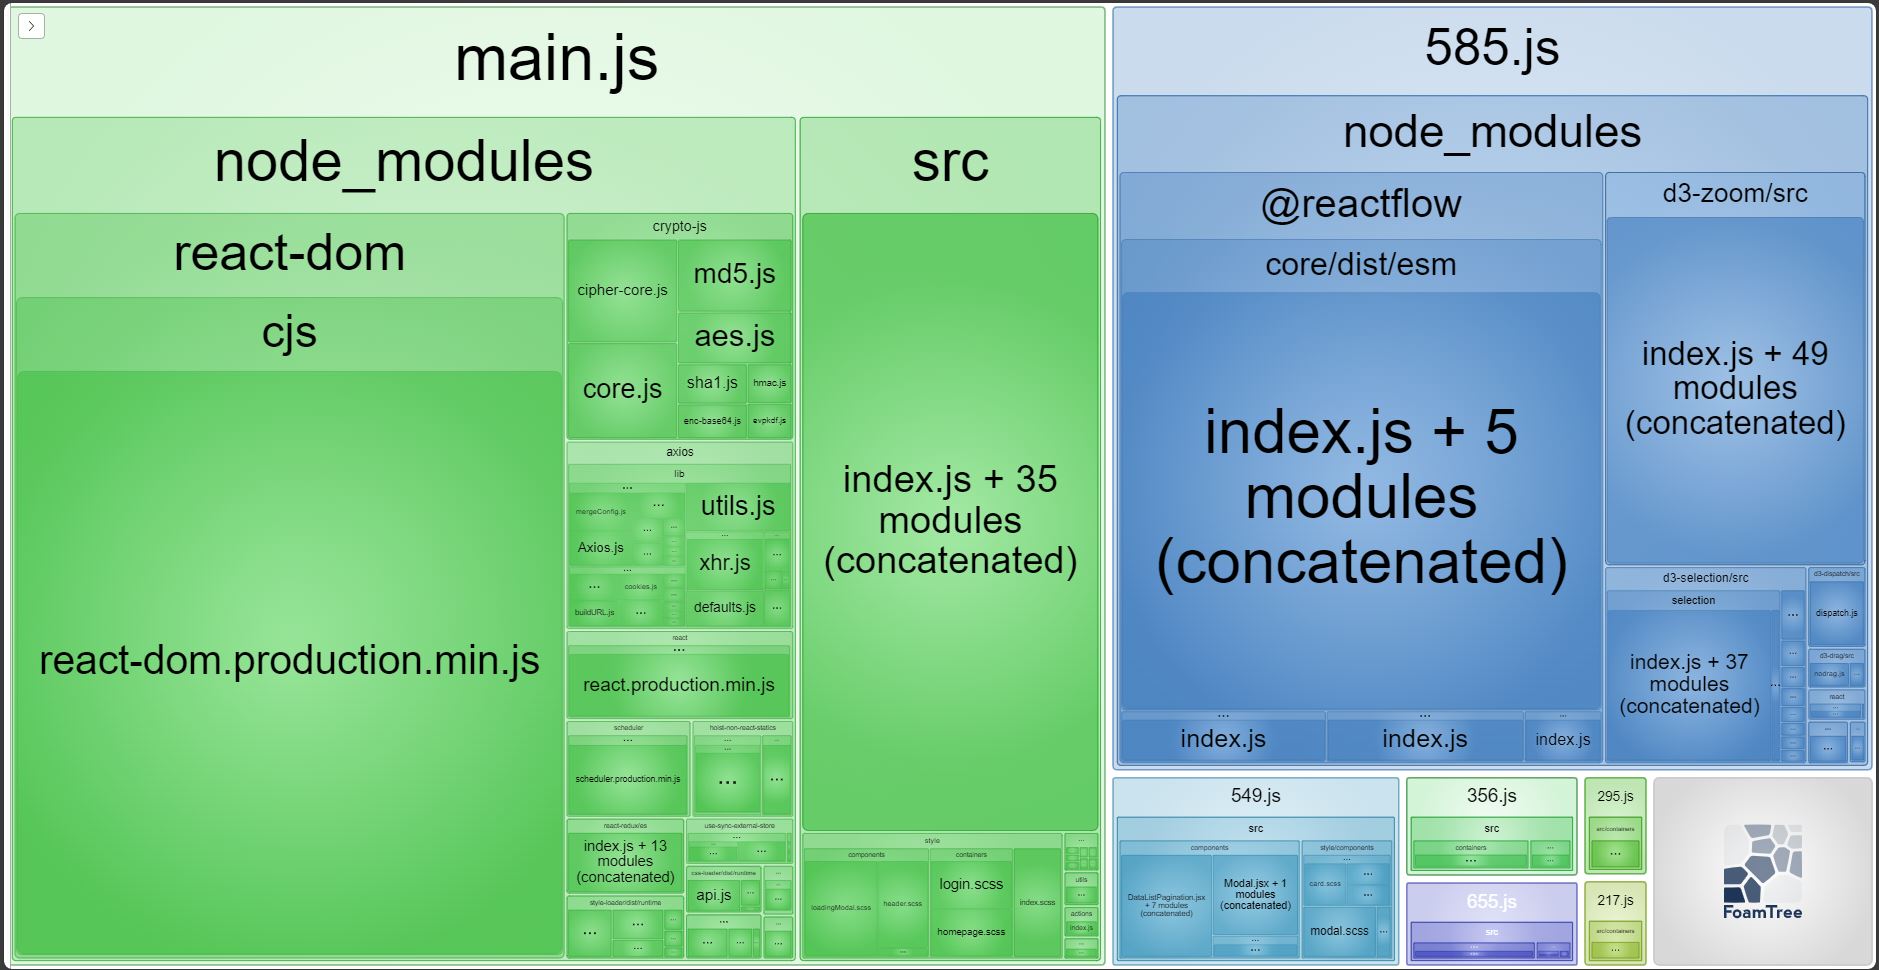 main.js
node_modules
react-dom
cjs
react-dom.production.min.js
crypto-js
cipher-core.js
md5.js
aes.js
core.js
sha1.js
hmac.js
enc-base64.js
evpkdf.js
axios
lib
...
mergeConfig.js
...
utils.js
...
Axios.js
...
xhr.js
...
cookies.js
buildURL.js
...
defaults.js
...
react
...
react.production.min.js
scheduler
...
scheduler.production.min.js
hoist-non-react-statics
...
...
...
react-redux/es
index.js + 13
modules
(concatenated)
use-sync-external-store
...
css-loader/dist/runtime
api.js
...
style-loader/dist/runtime
...
...
src
index.js + 35
modules
(concatenated)
style
components
loadingModal.scss
header.scss
...
containers
login.scss
homepage.scss
index.scss
...
utils
...
actions
index.js
...
585.js
node_modules
@reactflow
core/dist/esm
index.js + 5
modules
(concatenated)
...
index.js
...
index.js
...
index.js
d3-zoom/src
index.js + 49
modules
(concatenated)
d3-selection/src
selection
index.js + 37
modules
(concatenated)
...
d3-dispatch/src
dispatch.js
d3-drag/src
nodrag.js
...
react
...
549.js
src
components
DataListPagination.jsx
+ 7 modules
(concatenated)
Modal.jsx + 1
modules
(concatenated)
...
style/components
...
card.scss
...
modal.scss
...
356.js
src
containers
...
...
295.js
src/containers
...
655.js
src
...
217.js
src/containers
...
FoamTree